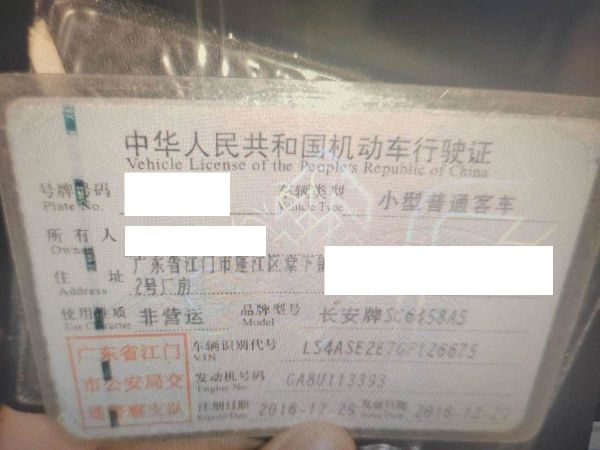 中华人民共和国机动车行驶证
Vehicle License of the People's Republic of China
号牌号码 车辆类型 小型普通客车
Plate No. Vehicle Type
所有人
Owner
广东省江门市蓬江区棠下镇
住 址 2号厂房
Address
使用性质 非营运 品牌型号 长安牌SC6458A5
Use Character Model
广东省江门 车辆识别代号
市公安局交 VIN
通警察支队 发动机号码 GA8U113393
Engine No.
注册日期 2016-12-29 发证日期 2016-12-29